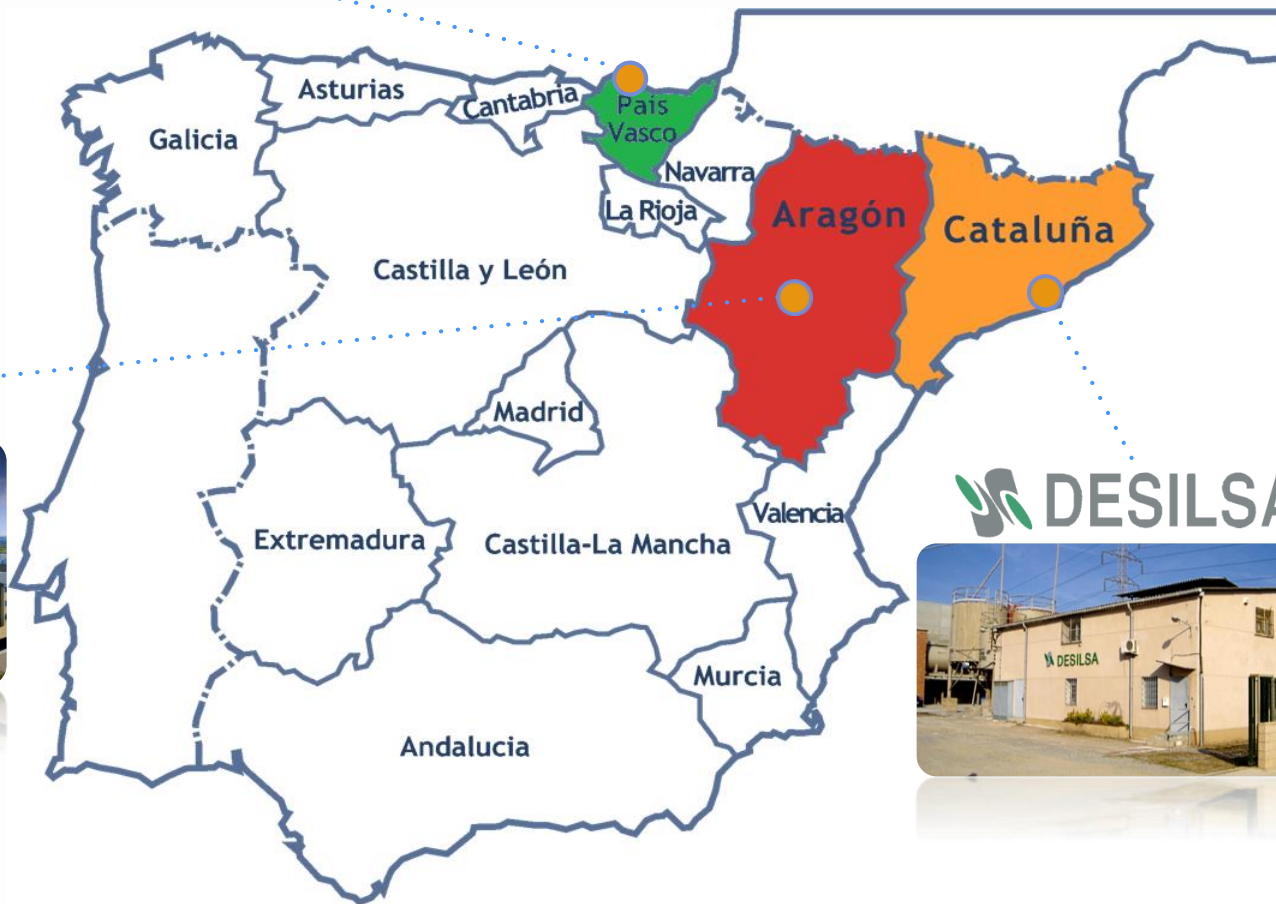 Asturias
Cantabria
País
Vasco
Galicia
Navarra
La Rioja
Aragón
Cataluña
Castilla y León
Madrid
DESILSA
Valencia
Extremadura
Castilla-La Mancha
DESILSA
Murcia
Andalucia